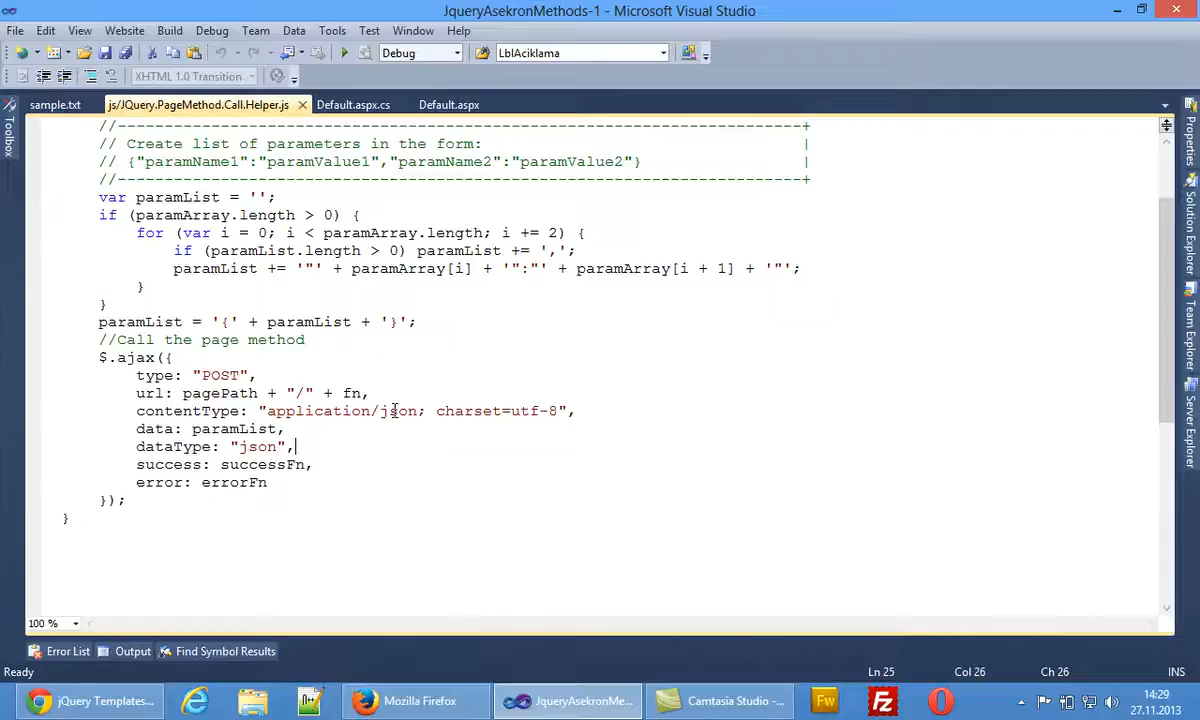 JqueryAsekronMethods-1 - Microsoft Visual Studio
File Edit View Website Build Debug Team Data Tools Test Window Help
Debug LblAciklama
XHTML 1.0 Transition
Toolbox
sample.txt js/JQuery.PageMethod.Call.Helper.js Default.aspx.cs Default.aspx
//-------------------------------------------------------------------------+
// Create list of parameters in the form: |
// {"paramName1":"paramValue1","paramName2":"paramValue2"} |
//-------------------------------------------------------------------------+
var paramList = '';
if (paramArray.length > 0) {
for (var i = 0; i < paramArray.length; i += 2) {
if (paramList.length > 0) paramList += ',';
paramList += '"' + paramArray[i] + '":"' + paramArray[i + 1] + '"';
}
}
paramList = '{' + paramList + '}';
//Call the page method
$.ajax({
type: "POST",
url: pagePath + "/" + fn,
contentType: "application/json; charset=utf-8",
data: paramList,
dataType: "json",
success: successFn,
error: errorFn
});
}
Properties
Solution Explorer
Team Explorer
Server Explorer
100 %
Error List Output Find Symbol Results
Ready Ln 25 Col 26 Ch 26 INS
jQuery Templates... Mozilla Firefox JqueryAsekronMe... Camtasia Studio -... Fw Fz 14:29
27.11.2013